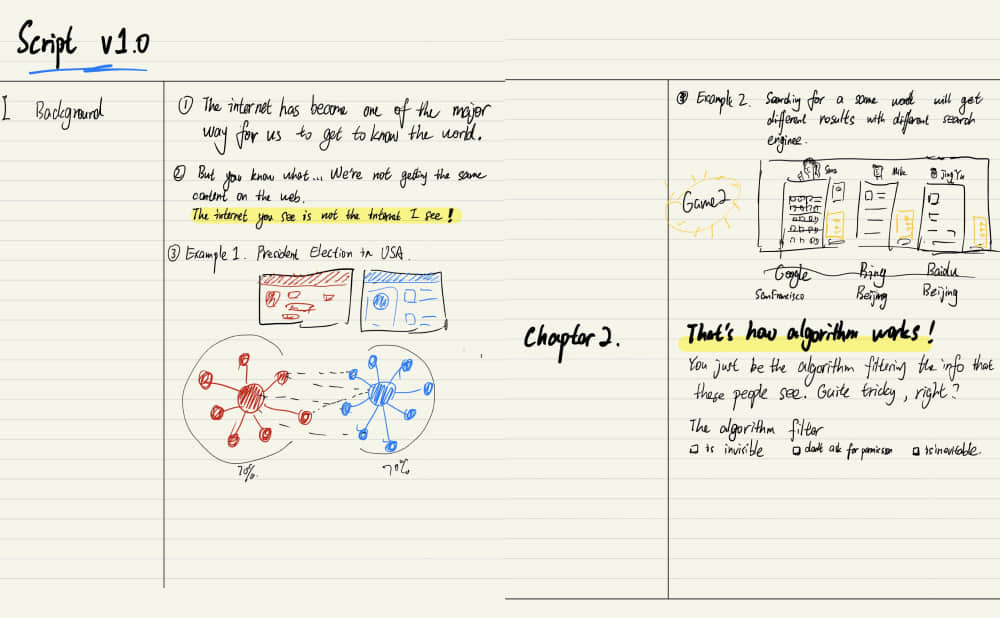 Script v1.0
I Background
① The internet has become one of the major
way for us to get to know the world.
② But you know what... We're not getting the same
content on the web.
The internet you see is not the internet I see!
③ Example 1. President Election in USA.
70%
70%
Example 2. Searching for a same work will get
different results with different search
enginee.
Game 2
Sara
Mike
Jing Yu
Google
Bing
Baidu
San Francisco
Beijing
Beijing
Chapter 2.
That's how algorithm works!
You just be the algorithm filtering the info that
these people see. Quite tricky, right?
The algorithm filter
is invisible
don't ask for permission
is inevitable